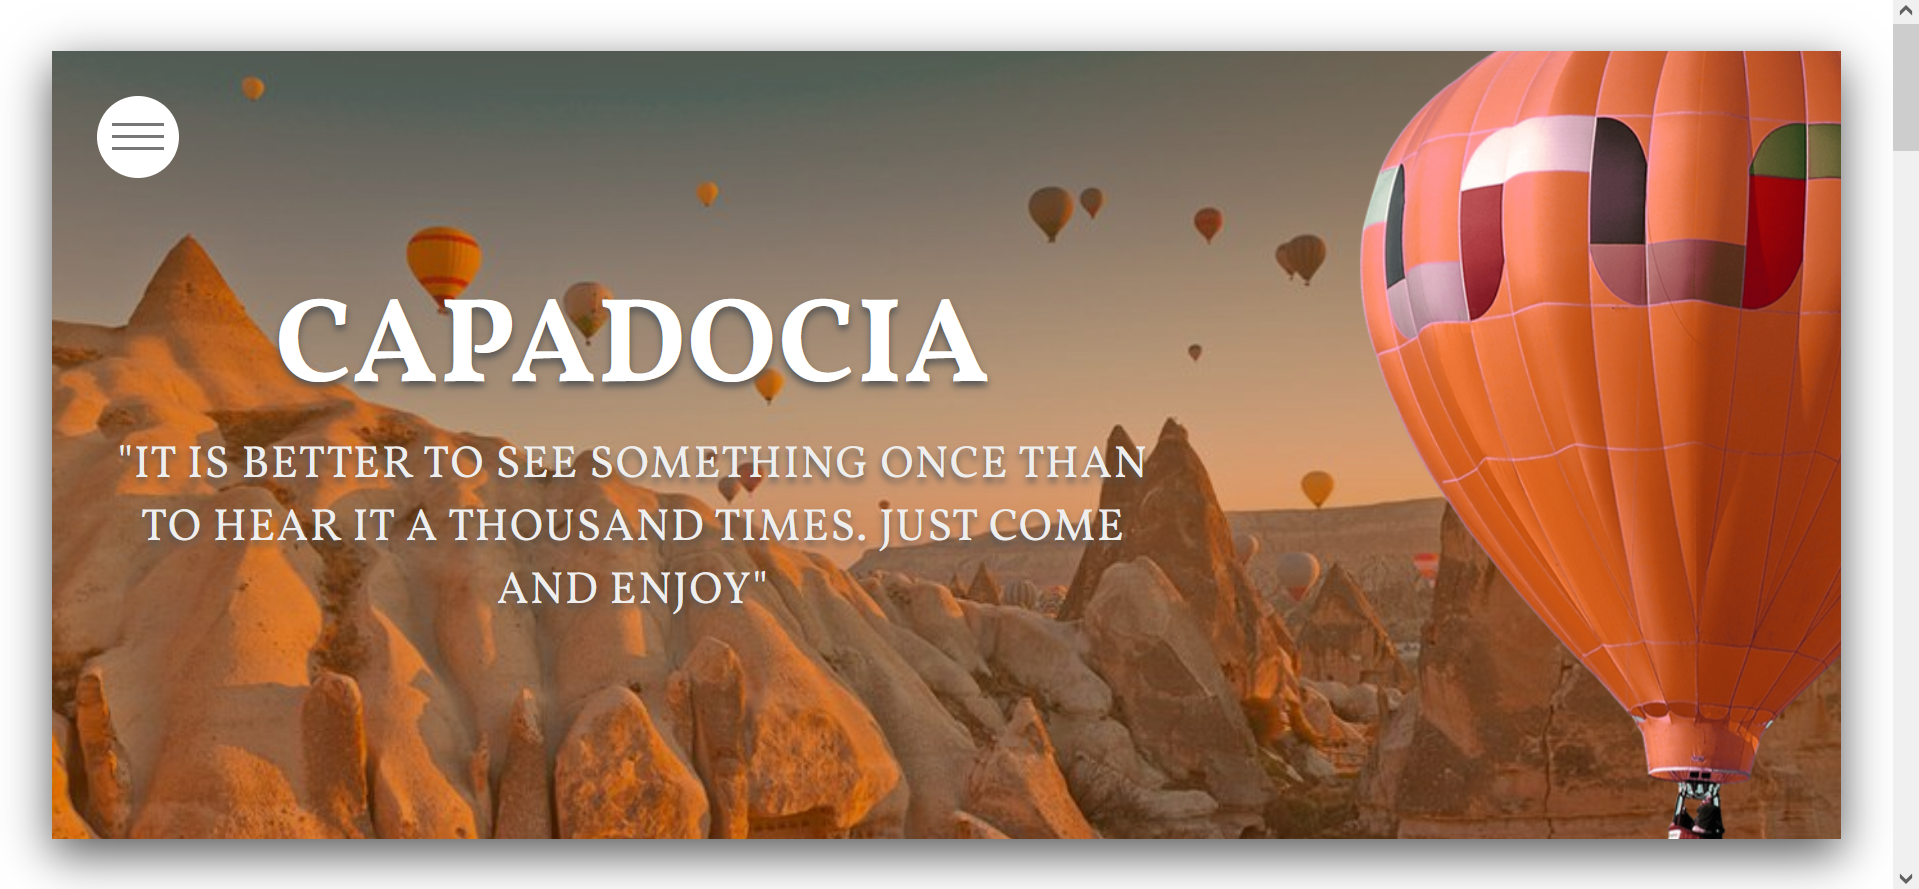 CAPADOCIA
"IT IS BETTER TO SEE SOMETHING ONCE THAN
TO HEAR IT A THOUSAND TIMES. JUST COME
AND ENJOY"